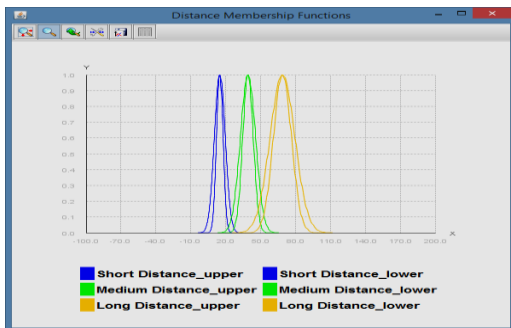 Distance Membership Functions
Y
1.0
0.9
0.8
0.7
0.6
0.5
0.4
0.3
0.2
0.1
0.0
-100.0 -70.0 -40.0 -10.0 20.0 50.0 80.0 110.0 140.0 170.0 200.0 X
Short Distance_upper Short Distance_lower
Medium Distance_upper Medium Distance_lower
Long Distance_upper Long Distance_lower